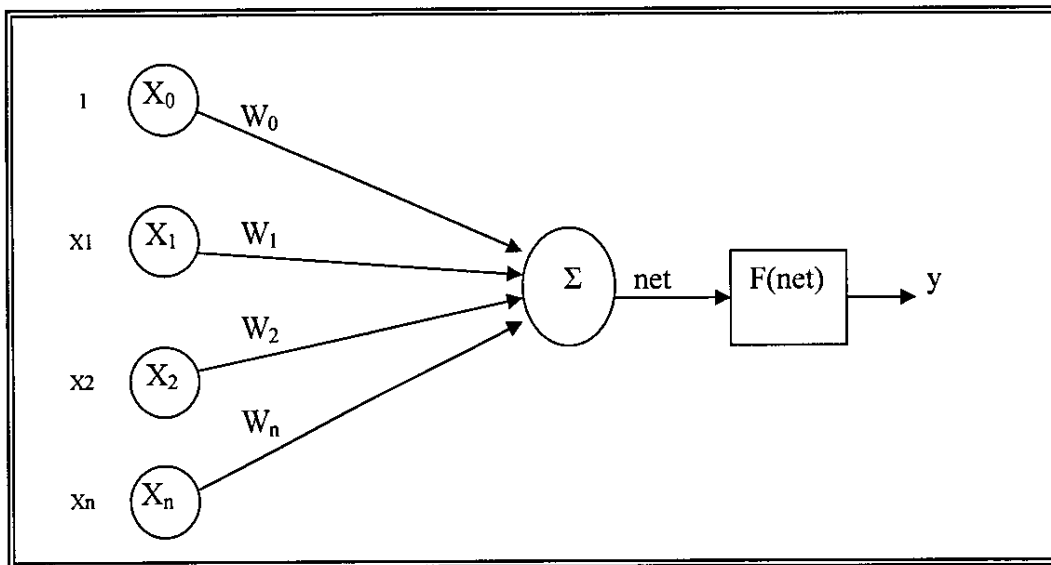 1 X₀ W₀
X1 X₁ W₁
Σ net F(net) y
X2 X₂ W₂
Xn Xₙ Wₙ